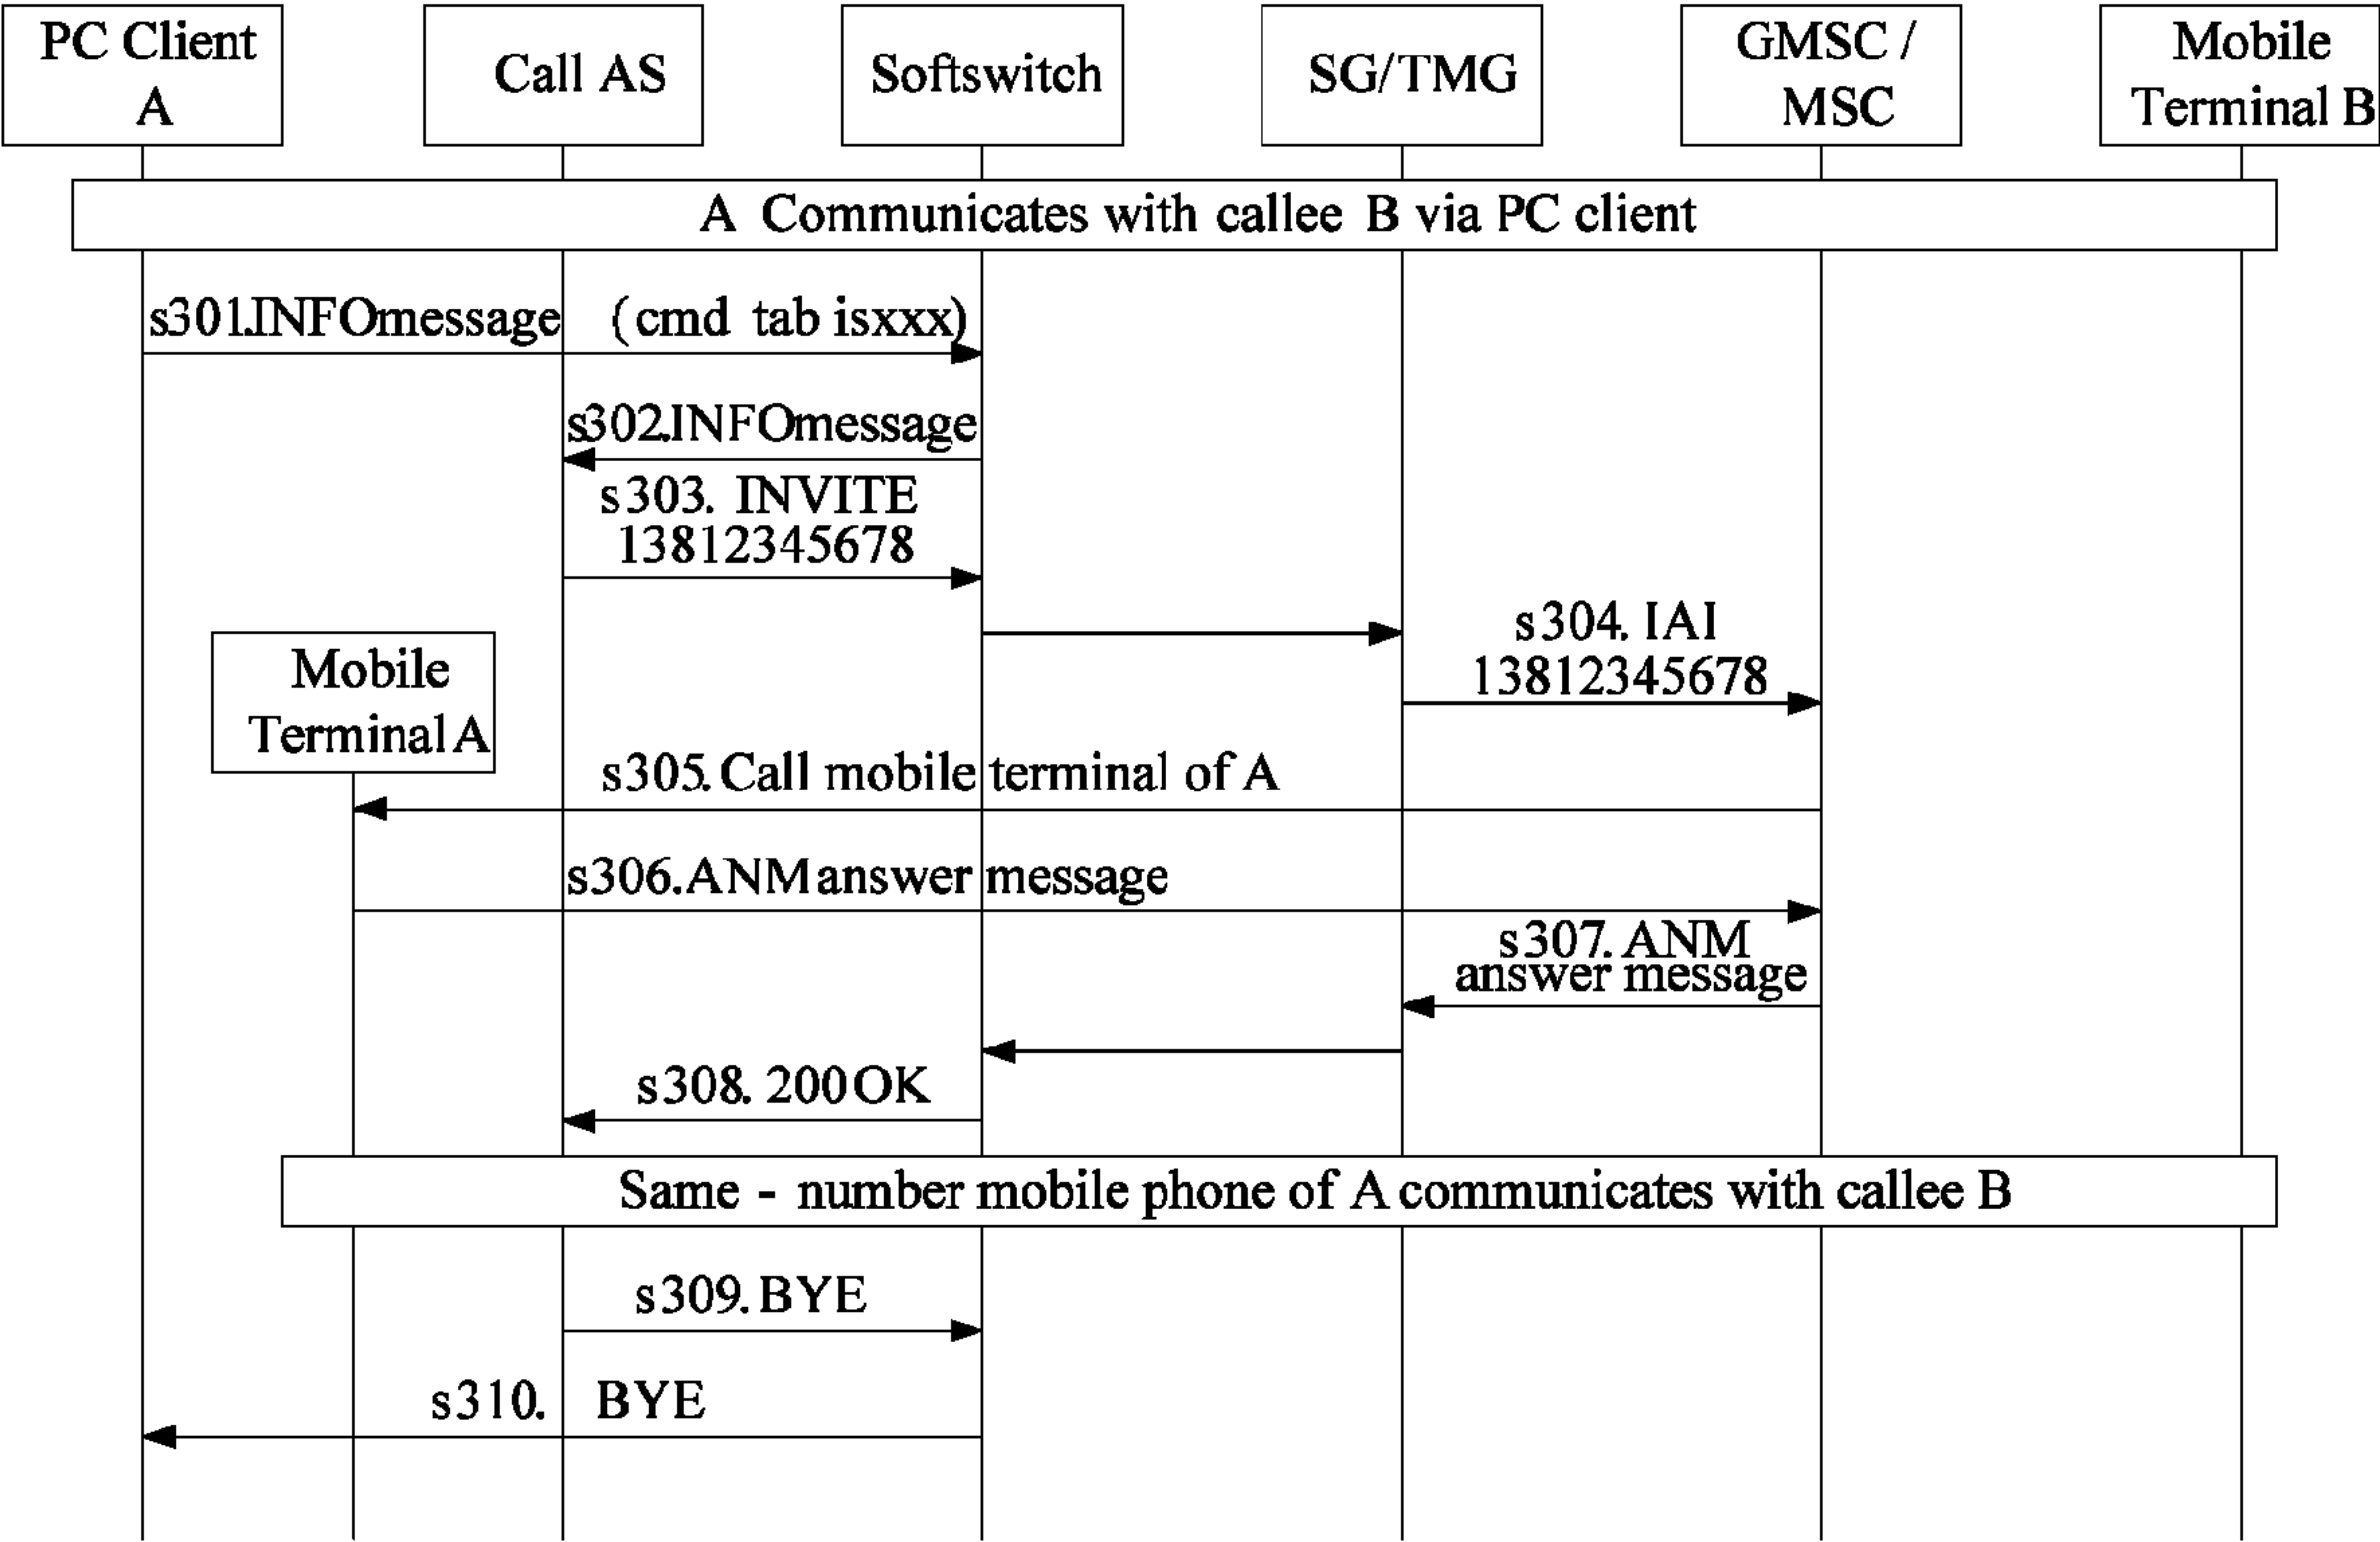 PC Client
A
Call AS
Softswitch
SG/TMG
GMSC /
MSC
Mobile
Terminal B
A Communicates with callee B via PC client
s301.INFOmessage (cmd tab isxxx)
s302.INFOmessage
s303. INVITE
13812345678
s304. IAI
13812345678
Mobile
Terminal A
s305. Call mobile terminal of A
s306. ANM answer message
s307. ANM
answer message
s308. 200 OK
Same - number mobile phone of A communicates with callee B
s309. BYE
s310. BYE